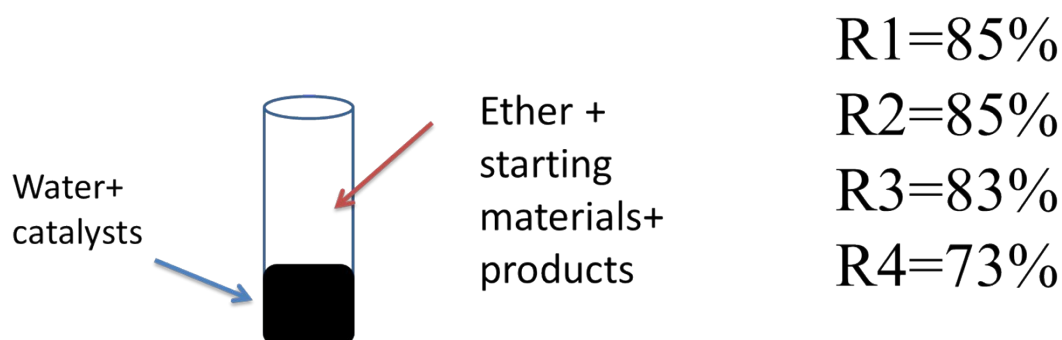 Water+
catalysts
Ether +
starting
materials+
products
R1=85%
R2=85%
R3=83%
R4=73%